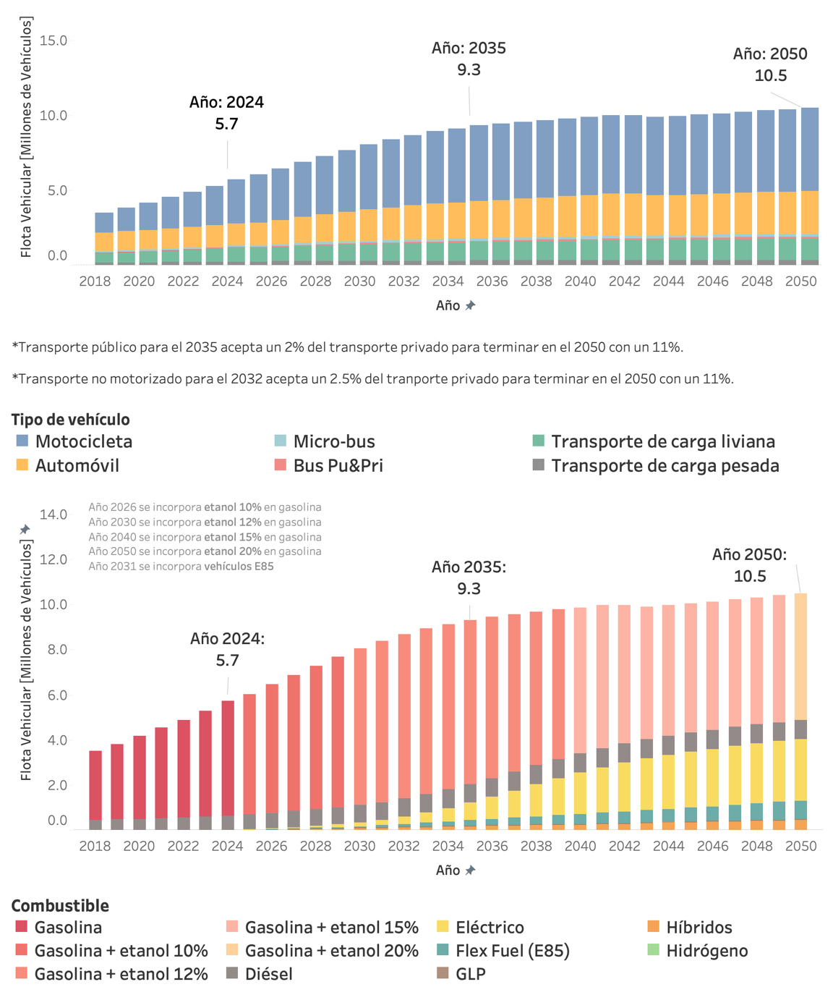 Flota Vehicular [Millones de Vehículos]
15.0
10.0
5.0
0.0
Año: 2024
5.7
Año: 2035
9.3
Año: 2050
10.5
2018 2020 2022 2024 2026 2028 2030 2032 2034 2036 2038 2040 2042 2044 2046 2048 2050
Año
*Transporte público para el 2035 acepta un 2% del transporte privado para terminar en el 2050 con un 11%.
*Transporte no motorizado para el 2032 acepta un 2.5% del tranporte privado para terminar en el 2050 con un 11%.
Tipo de vehículo
Motocicleta Micro-bus Transporte de carga liviana
Automóvil Bus Pu&Pri Transporte de carga pesada
Flota Vehicular [Millones de Vehículos]
14.0
12.0
10.0
8.0
6.0
4.0
2.0
0.0
Año 2026 se incorpora etanol 10% en gasolina
Año 2030 se incorpora etanol 12% en gasolina
Año 2040 se incorpora etanol 15% en gasolina
Año 2050 se incorpora etanol 20% en gasolina
Año 2031 se incorpora vehículos E85
Año 2024:
5.7
Año 2035:
9.3
Año 2050:
10.5
2018 2020 2022 2024 2026 2028 2030 2032 2034 2036 2038 2040 2042 2044 2046 2048 2050
Año
Combustible
Gasolina Gasolina + etanol 15% Eléctrico Híbridos
Gasolina + etanol 10% Gasolina + etanol 20% Flex Fuel (E85) Hidrógeno
Gasolina + etanol 12% Diésel GLP